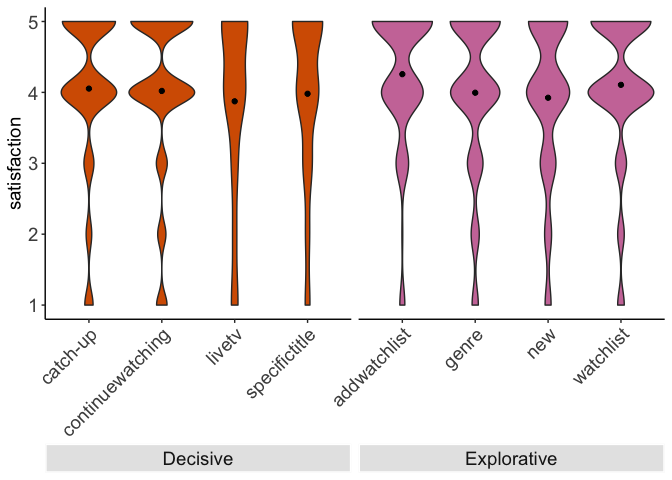 satisfaction
5
4
3
2
1
catch-up
continuewatching
livetv
specifictitle
addwatchlist
genre
new
watchlist
Decisive
Explorative